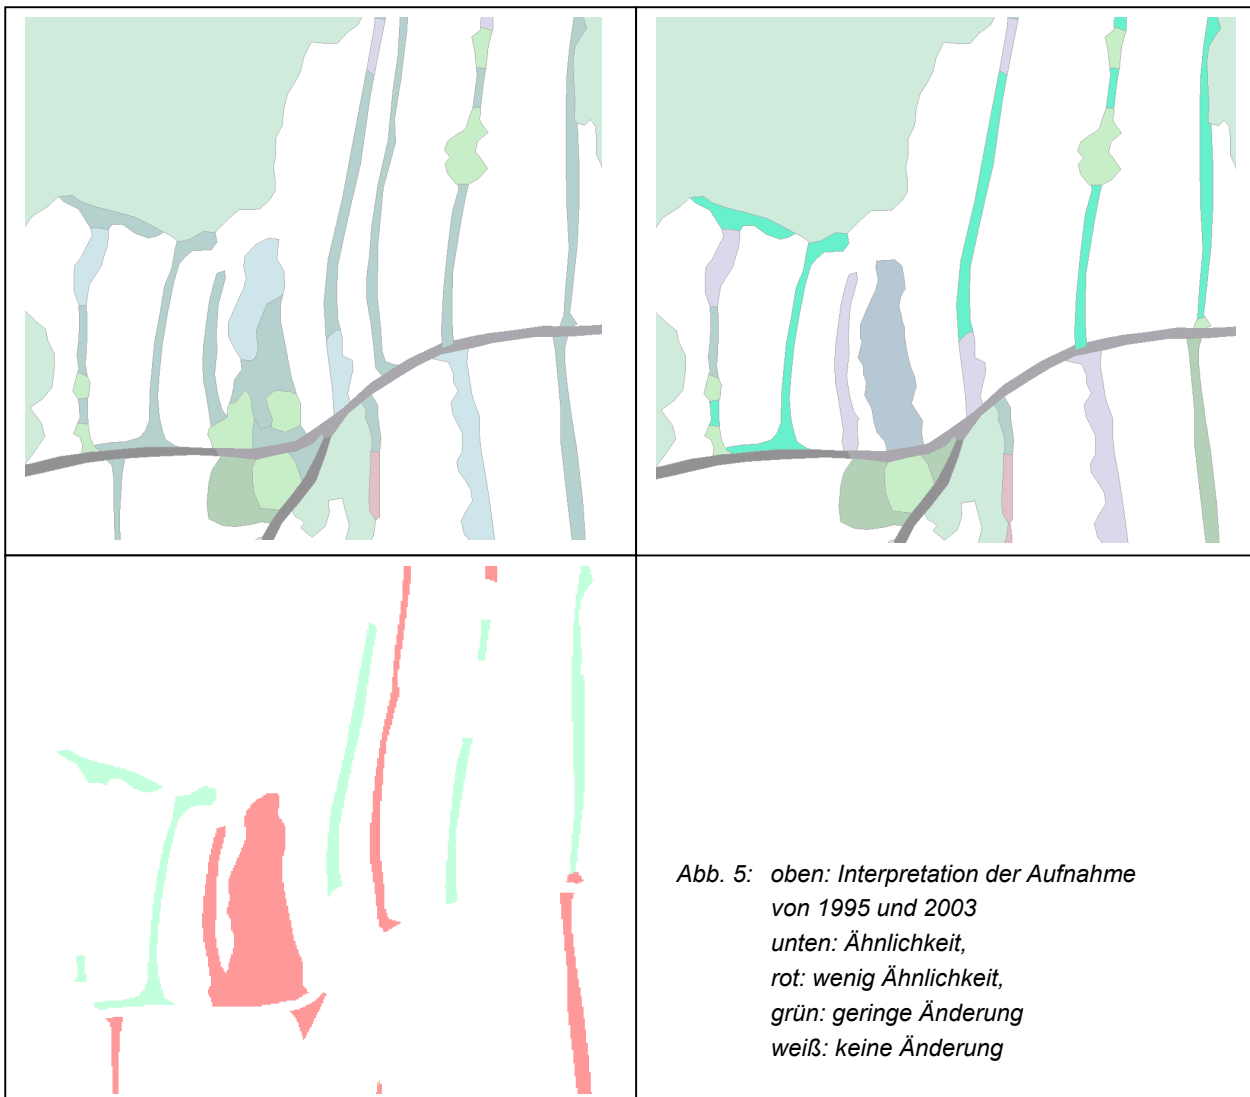 Abb. 5: oben: Interpretation der Aufnahme
von 1995 und 2003
unten: Ähnlichkeit,
rot: wenig Ähnlichkeit,
grün: geringe Änderung
weiß: keine Änderung